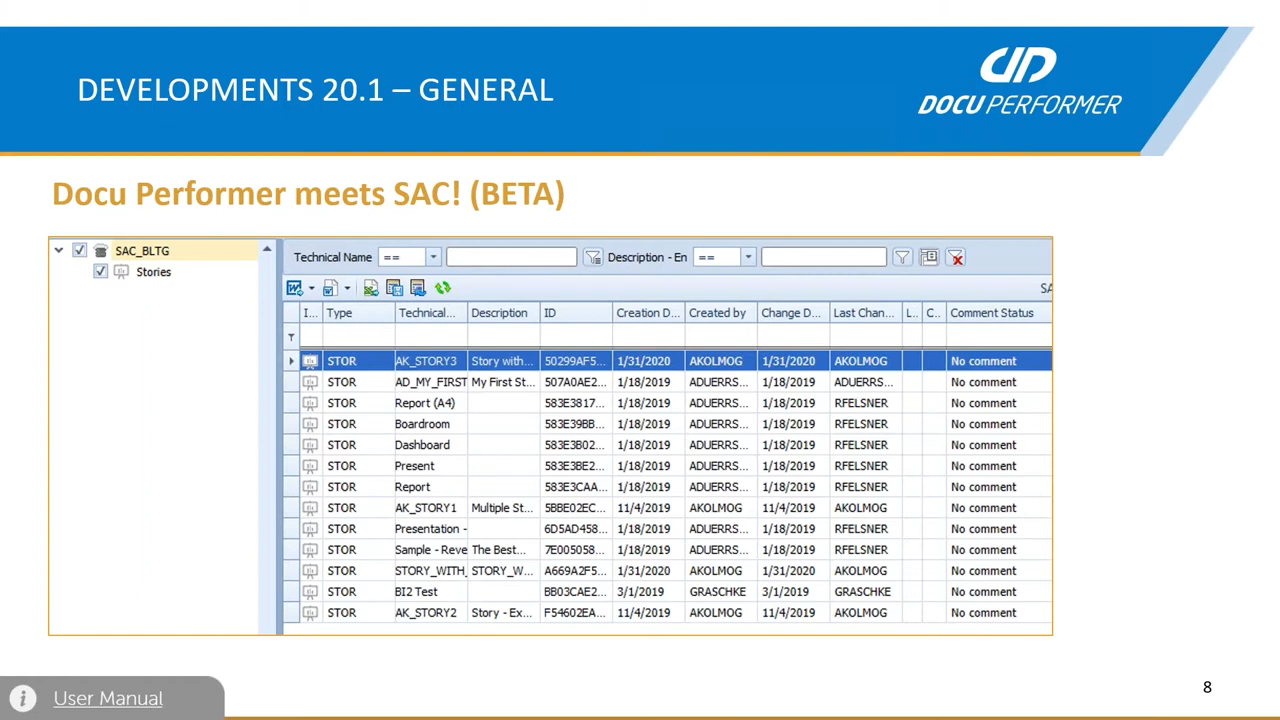 DEVELOPMENTS 20.1 – GENERAL
DOCU PERFORMER
Docu Performer meets SAC! (BETA)
SAC_BLTG
Stories
Technical Name == Description - En ==
SA
I... Type Technical... Description ID Creation D... Created by Change D... Last Chan... L... C... Comment Status
STOR AK_STORY3 Story with... 50299AF5... 1/31/2020 AKOLMOG 1/31/2020 AKOLMOG No comment
STOR AD_MY_FIRST My First St... 507A0AE2... 1/18/2019 ADUERRS... 1/18/2019 ADUERRS... No comment
STOR Report (A4) 583E3817... 1/18/2019 ADUERRS... 1/18/2019 RFELSNER No comment
STOR Boardroom 583E39BB... 1/18/2019 ADUERRS... 1/18/2019 RFELSNER No comment
STOR Dashboard 583E3B02... 1/18/2019 ADUERRS... 1/18/2019 RFELSNER No comment
STOR Present 583E3BE2... 1/18/2019 ADUERRS... 1/18/2019 RFELSNER No comment
STOR Report 583E3CAA... 1/18/2019 ADUERRS... 1/18/2019 RFELSNER No comment
STOR AK_STORY1 Multiple St... 5BBE02EC... 11/4/2019 AKOLMOG 11/4/2019 AKOLMOG No comment
STOR Presentation - 6D5AD458... 1/18/2019 ADUERRS... 1/18/2019 RFELSNER No comment
STOR Sample - Reve The Best... 7E005058... 1/18/2019 ADUERRS... 1/18/2019 RFELSNER No comment
STOR STORY_WITH_ STORY_W... A669A2F5... 1/31/2020 AKOLMOG 1/31/2020 AKOLMOG No comment
STOR BI2 Test BB03CAE2... 3/1/2019 GRASCHKE 3/1/2019 GRASCHKE No comment
STOR AK_STORY2 Story - Ex... F54602EA... 11/4/2019 AKOLMOG 11/4/2019 AKOLMOG No comment
User Manual
8